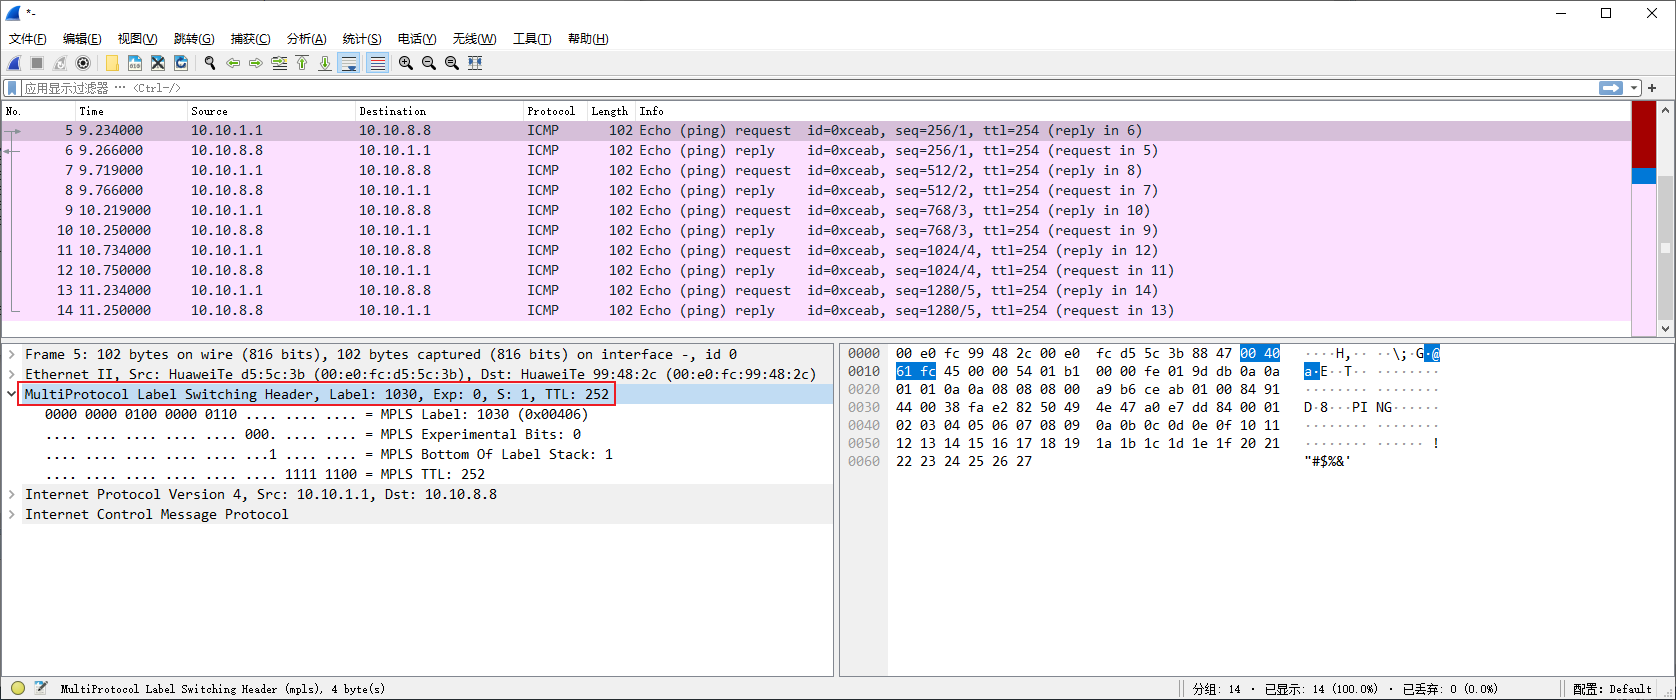 *-
文件(F) 编辑(E) 视图(V) 跳转(G) 捕获(C) 分析(A) 统计(S) 电话(Y) 无线(W) 工具(T) 帮助(H)
应用显示过滤器 … <Ctrl-/>
No. Time Source Destination Protocol Length Info
5 9.234000 10.10.1.1 10.10.8.8 ICMP 102 Echo (ping) request id=0xceab, seq=256/1, ttl=254 (reply in 6)
6 9.266000 10.10.8.8 10.10.1.1 ICMP 102 Echo (ping) reply id=0xceab, seq=256/1, ttl=254 (request in 5)
7 9.719000 10.10.1.1 10.10.8.8 ICMP 102 Echo (ping) request id=0xceab, seq=512/2, ttl=254 (reply in 8)
8 9.766000 10.10.8.8 10.10.1.1 ICMP 102 Echo (ping) reply id=0xceab, seq=512/2, ttl=254 (request in 7)
9 10.219000 10.10.1.1 10.10.8.8 ICMP 102 Echo (ping) request id=0xceab, seq=768/3, ttl=254 (reply in 10)
10 10.250000 10.10.8.8 10.10.1.1 ICMP 102 Echo (ping) reply id=0xceab, seq=768/3, ttl=254 (request in 9)
11 10.734000 10.10.1.1 10.10.8.8 ICMP 102 Echo (ping) request id=0xceab, seq=1024/4, ttl=254 (reply in 12)
12 10.750000 10.10.8.8 10.10.1.1 ICMP 102 Echo (ping) reply id=0xceab, seq=1024/4, ttl=254 (request in 11)
13 11.234000 10.10.1.1 10.10.8.8 ICMP 102 Echo (ping) request id=0xceab, seq=1280/5, ttl=254 (reply in 14)
14 11.250000 10.10.8.8 10.10.1.1 ICMP 102 Echo (ping) reply id=0xceab, seq=1280/5, ttl=254 (request in 13)
Frame 5: 102 bytes on wire (816 bits), 102 bytes captured (816 bits) on interface -, id 0
Ethernet II, Src: HuaweiTe_d5:5c:3b (00:e0:fc:d5:5c:3b), Dst: HuaweiTe_99:48:2c (00:e0:fc:99:48:2c)
MultiProtocol Label Switching Header, Label: 1030, Exp: 0, S: 1, TTL: 252
0000 0000 0100 0000 0110 .... .... .... = MPLS Label: 1030 (0x00406)
.... .... .... .... .... 000. .... .... = MPLS Experimental Bits: 0
.... .... .... .... .... ...1 .... .... = MPLS Bottom Of Label Stack: 1
.... .... .... .... .... .... 1111 1100 = MPLS TTL: 252
Internet Protocol Version 4, Src: 10.10.1.1, Dst: 10.10.8.8
Internet Control Message Protocol
0000 00 e0 fc 99 48 2c 00 e0 fc d5 5c 3b 88 47 00 40 ····H,·· ··\;·G·@
0010 61 fc 45 00 00 54 01 b1 00 00 fe 01 9d db 0a 0a a·E··T·· ········
0020 01 01 0a 0a 08 08 08 00 a9 b6 ce ab 01 00 84 91 ········ ········
0030 44 00 38 fa e2 82 50 49 4e 47 a0 e7 dd 84 00 01 D·8···PI NG······
0040 02 03 04 05 06 07 08 09 0a 0b 0c 0d 0e 0f 10 11 ········ ········
0050 12 13 14 15 16 17 18 19 1a 1b 1c 1d 1e 1f 20 21 ········ ······ !
0060 22 23 24 25 26 27 "#$%&'
MultiProtocol Label Switching Header (mpls), 4 byte(s) 分组: 14 · 已显示: 14 (100.0%) · 已丢弃: 0 (0.0%) 配置: Default